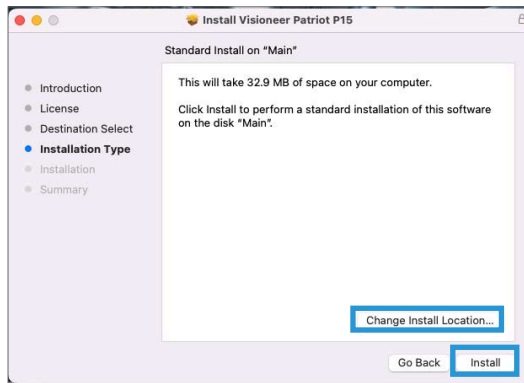 Install Visioneer Patriot P15
Standard Install on "Main"
Introduction
License
Destination Select
Installation Type
Installation
Summary
This will take 32.9 MB of space on your computer.
Click Install to perform a standard installation of this software
on the disk "Main".
Change Install Location...
Go Back
Install